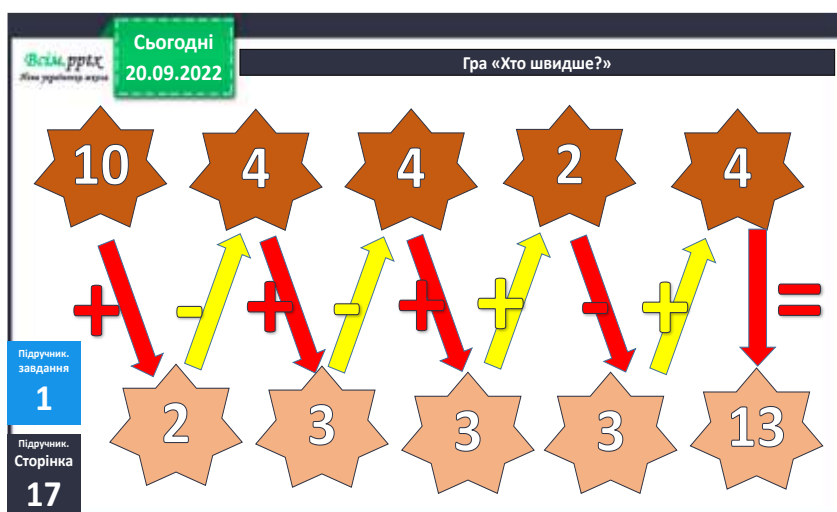 Всім.pptx
Нова українська школа
Сьогодні
20.09.2022
Гра «Хто швидше?»
10 4 4 2 4
+ - + - + + - + =
2 3 3 3 13
Підручник.
завдання
1
Підручник.
Сторінка
17